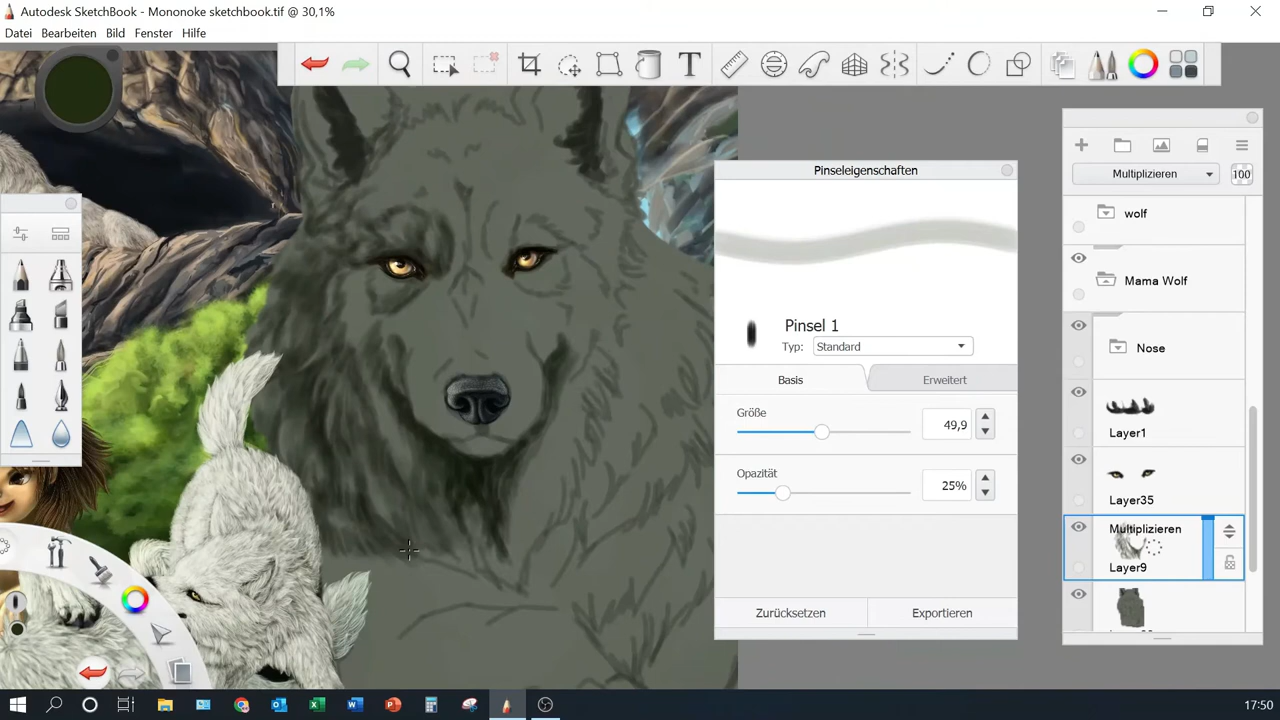 Autodesk SketchBook - Mononoke sketchbook.tif @ 30,1%
Datei Bearbeiten Bild Fenster Hilfe
T
Pinseleigenschaften
Pinsel 1
Typ: Standard
Basis Erweitert
Größe
49,9
Opazität
25%
Zurücksetzen Exportieren
Multiplizieren 100
wolf
Mama Wolf
Nose
Layer1
Layer35
Multiplizieren
Layer9
17:50